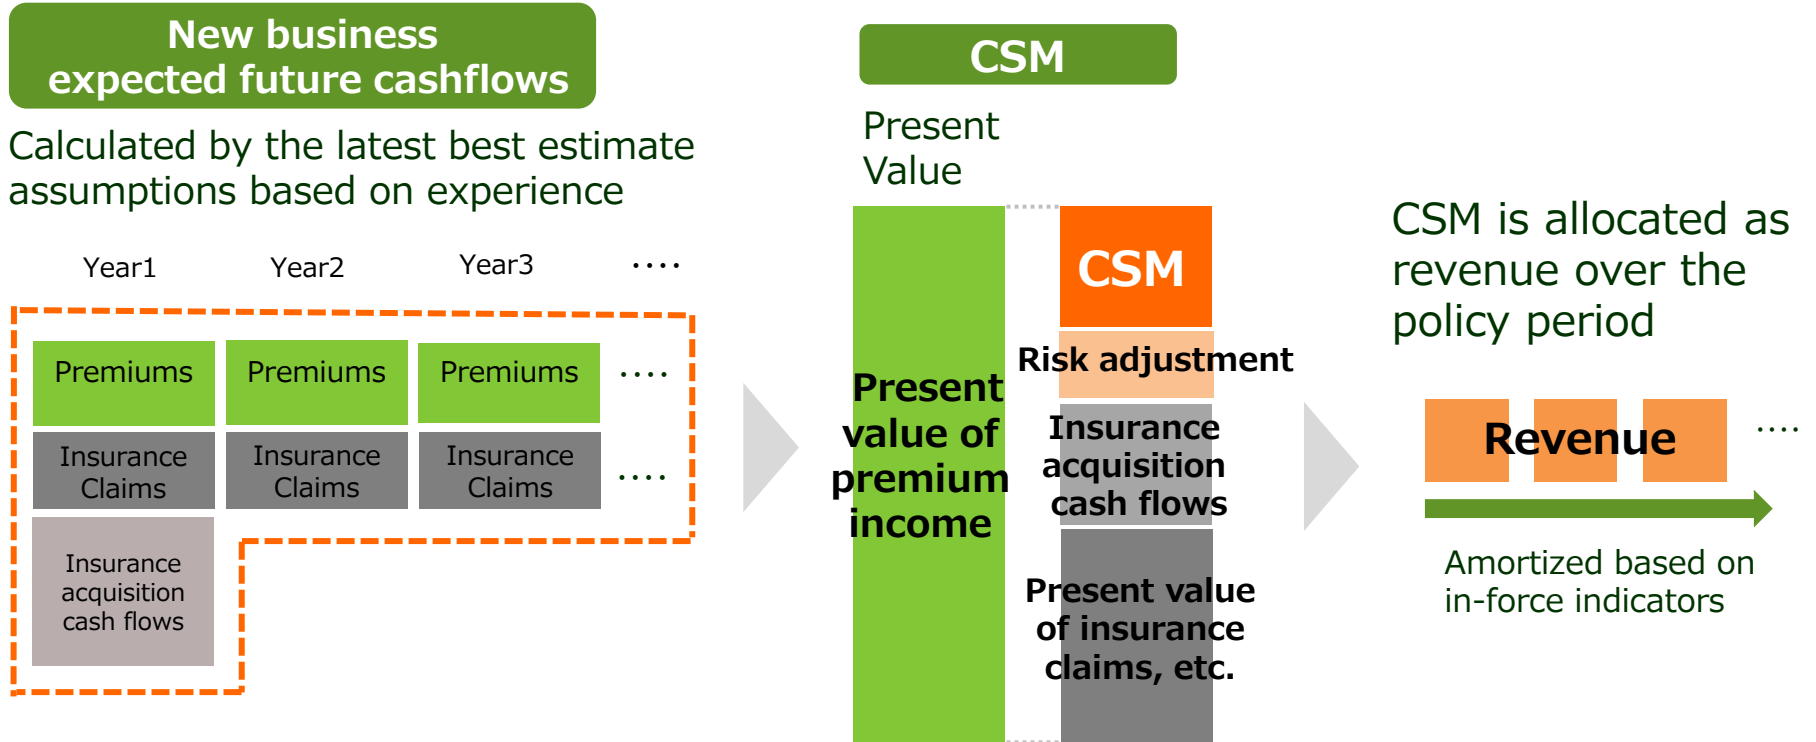 New business
expected future cashflows
Calculated by the latest best estimate
assumptions based on experience
Year1
Year2
Year3
····
Premiums
Premiums
Premiums
····
Insurance
Claims
Insurance
Claims
Insurance
Claims
····
Insurance
acquisition
cash flows
CSM
Present
Value
Present
value of
premium
income
CSM
Risk adjustment
Insurance
acquisition
cash flows
Present value
of insurance
claims, etc.
CSM is allocated as
revenue over the
policy period
Revenue
····
Amortized based on
in-force indicators